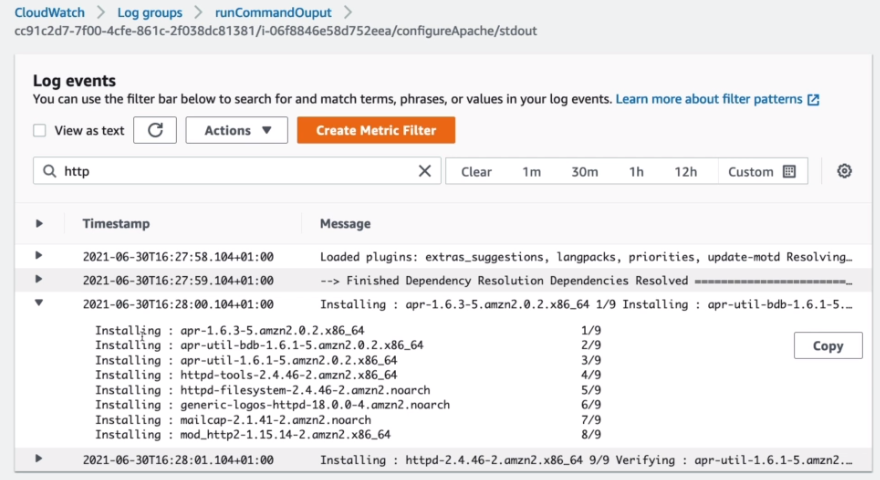 CloudWatch > Log groups > runCommandOuput >
cc91c2d7-7f00-4cfe-861c-2f038dc81381/i-06f8846e58d752eea/configureApache/stdout
Log events
You can use the filter bar below to search for and match terms, phrases, or values in your log events. Learn more about filter patterns
View as text Actions Create Metric Filter
http Clear 1m 30m 1h 12h Custom
Timestamp Message
2021-06-30T16:27:58.104+01:00 Loaded plugins: extras_suggestions, langpacks, priorities, update-motd Resolving…
2021-06-30T16:27:59.104+01:00 --> Finished Dependency Resolution Dependencies Resolved =======================…
2021-06-30T16:28:00.104+01:00 Installing : apr-1.6.3-5.amzn2.0.2.x86_64 1/9 Installing : apr-util-bdb-1.6.1-5.…
Installing : apr-1.6.3-5.amzn2.0.2.x86_64 1/9
Installing : apr-util-bdb-1.6.1-5.amzn2.0.2.x86_64 2/9
Installing : apr-util-1.6.1-5.amzn2.0.2.x86_64 3/9
Copy
Installing : httpd-tools-2.4.46-2.amzn2.x86_64 4/9
Installing : httpd-filesystem-2.4.46-2.amzn2.noarch 5/9
Installing : generic-logos-httpd-18.0.0-4.amzn2.noarch 6/9
Installing : mailcap-2.1.41-2.amzn2.noarch 7/9
Installing : mod_http2-1.15.14-2.amzn2.x86_64 8/9
2021-06-30T16:28:01.104+01:00 Installing : httpd-2.4.46-2.amzn2.x86_64 9/9 Verifying : apr-util-1.6.1-5.amzn2.…